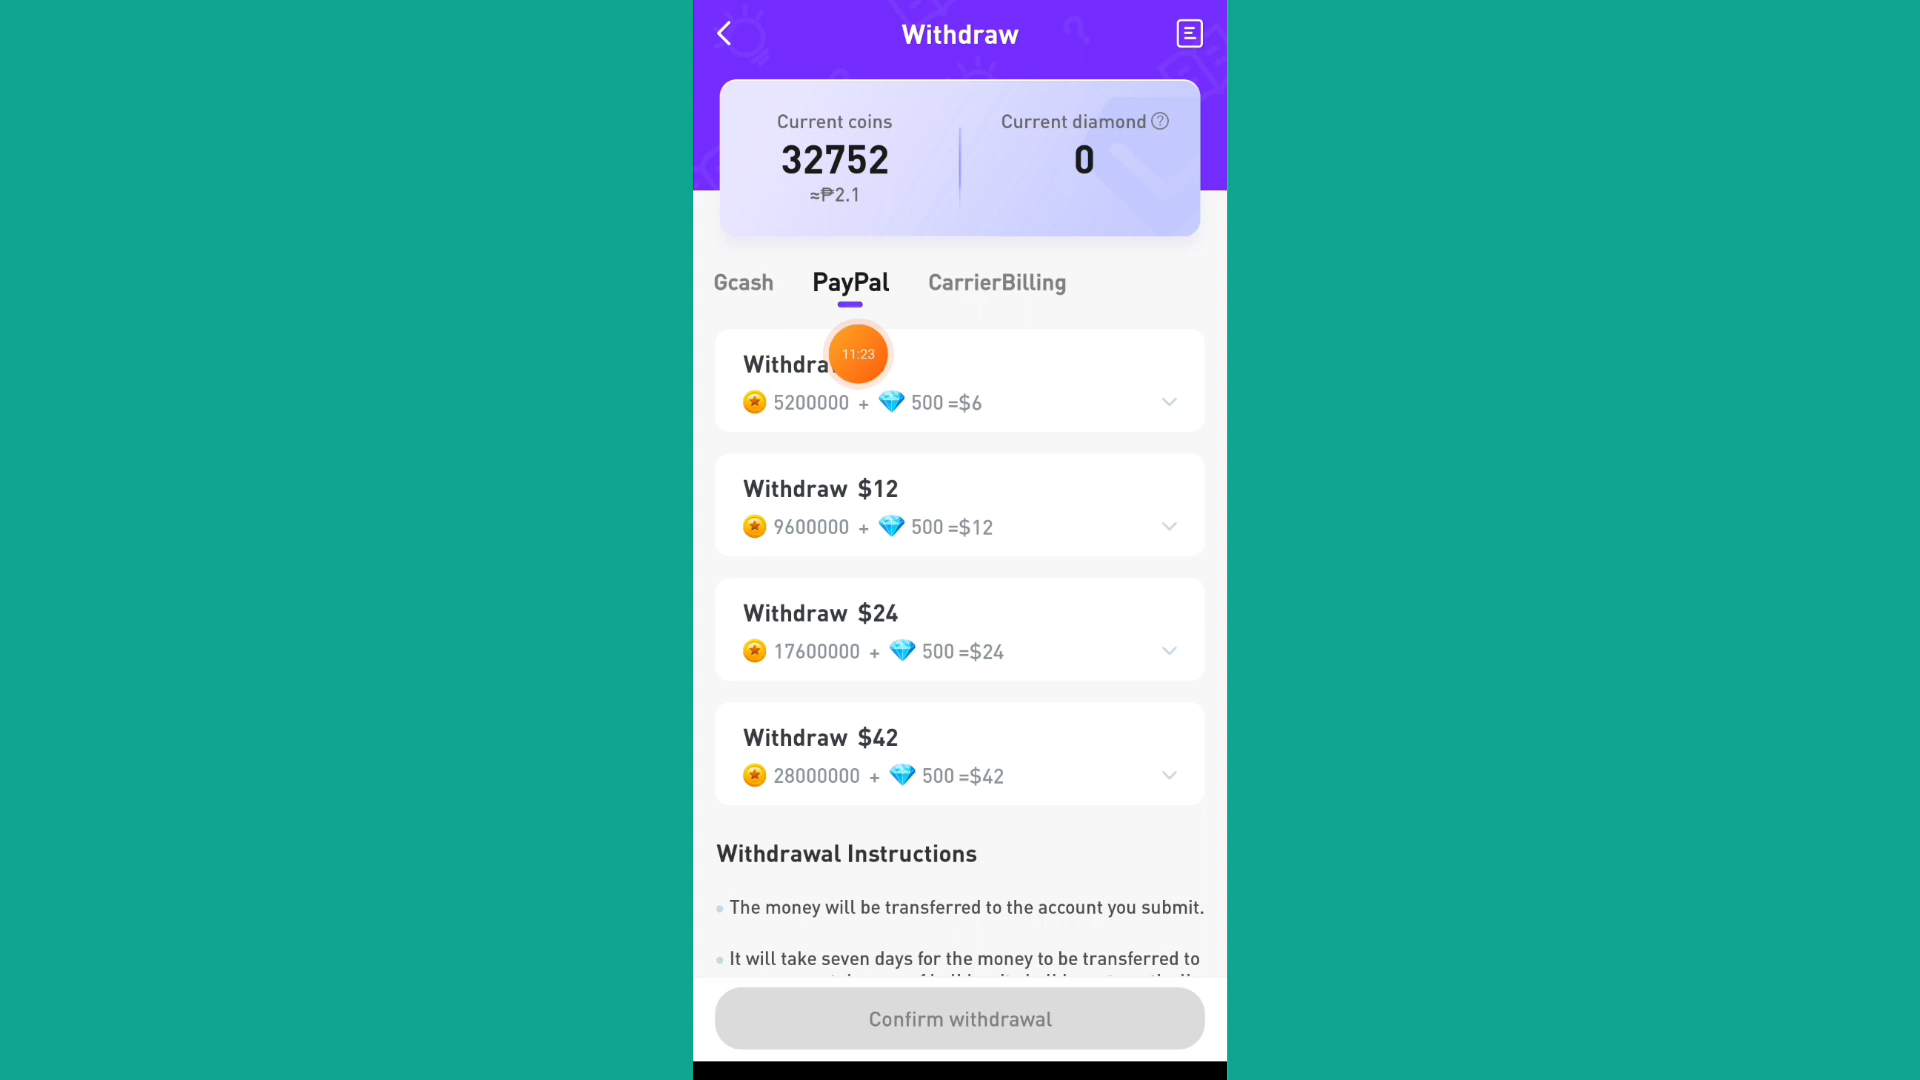 Withdraw
Current coins
32752
≈₱2.1
Current diamond ?
0
Gcash PayPal CarrierBilling
11:23
5200000 + 500 =$6
Withdraw $12
9600000 + 500 =$12
Withdraw $24
17600000 + 500 =$24
Withdraw $42
28000000 + 500 =$42
Withdrawal Instructions
The money will be transferred to the account you submit.
It will take seven days for the money to be transferred to
Confirm withdrawal